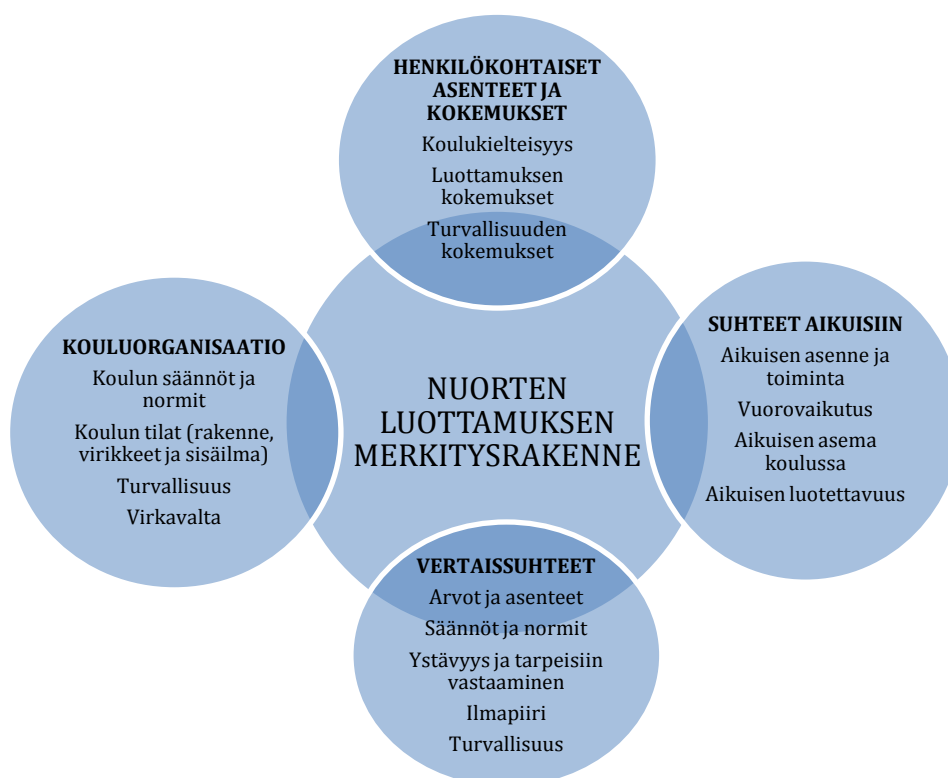 HENKILÖKOHTAISET
ASENTEET JA
KOKEMUKSET
Koulukielteisyys
Luottamuksen
kokemukset
Turvallisuuden
kokemukset
KOULUORGANISAATIO
Koulun säännöt ja
normit
Koulun tilat (rakenne,
virikkeet ja sisäilma)
Turvallisuus
Virkavalta
NUORTEN
LUOTTAMUKSEN
MERKITYSRAKENNE
SUHTEET AIKUISIIN
Aikuisen asenne ja
toiminta
Vuorovaikutus
Aikuisen asema
koulussa
Aikuisen luotettavuus
VERTAISSUHTEET
Arvot ja asenteet
Säännöt ja normit
Ystävyys ja tarpeisiin
vastaaminen
Ilmapiiri
Turvallisuus